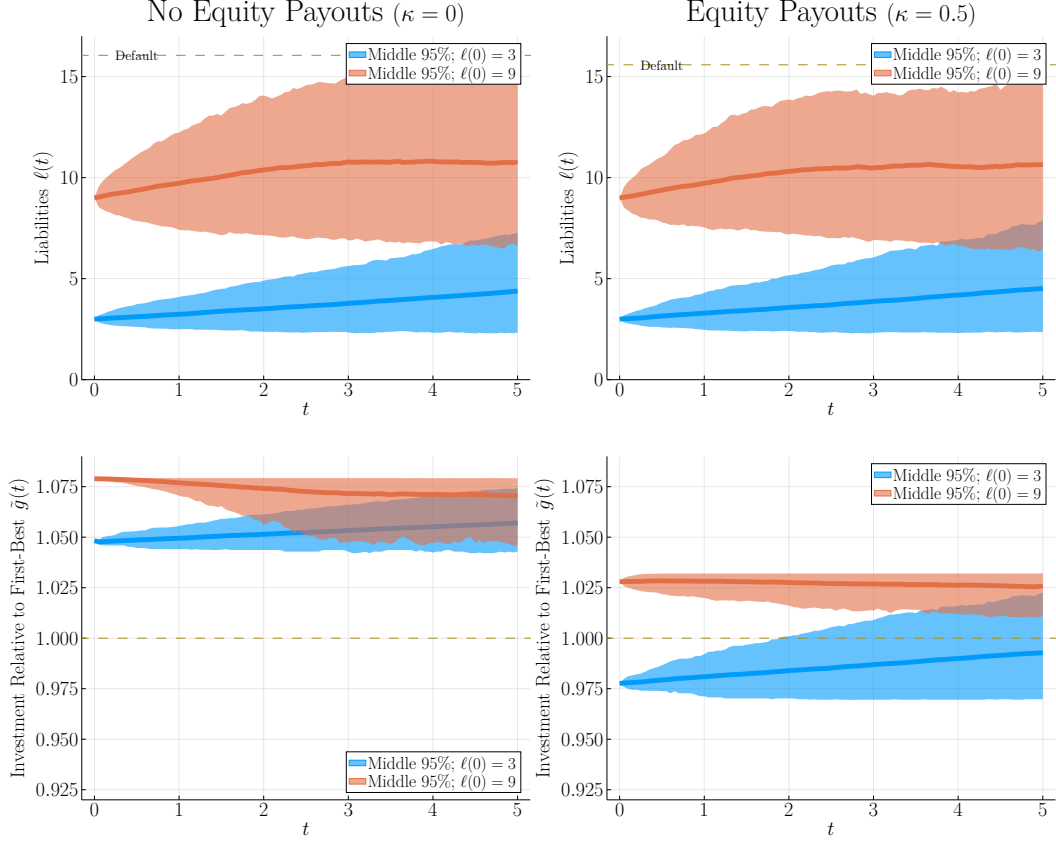 No Equity Payouts (κ = 0)
Default
Middle 95%; ℓ(0) = 3
Middle 95%; ℓ(0) = 9
15
10
5
0
Liabilities ℓ(t)
0 1 2 3 4 5
t
Equity Payouts (κ = 0.5)
Default
Middle 95%; ℓ(0) = 3
Middle 95%; ℓ(0) = 9
15
10
5
0
Liabilities ℓ(t)
0 1 2 3 4 5
t
1.075
1.050
1.025
1.000
0.975
0.950
0.925
Investment Relative to First-Best g̃(t)
Middle 95%; ℓ(0) = 3
Middle 95%; ℓ(0) = 9
0 1 2 3 4 5
t
Middle 95%; ℓ(0) = 3
Middle 95%; ℓ(0) = 9
1.075
1.050
1.025
1.000
0.975
0.950
0.925
Investment Relative to First-Best g̃(t)
0 1 2 3 4 5
t